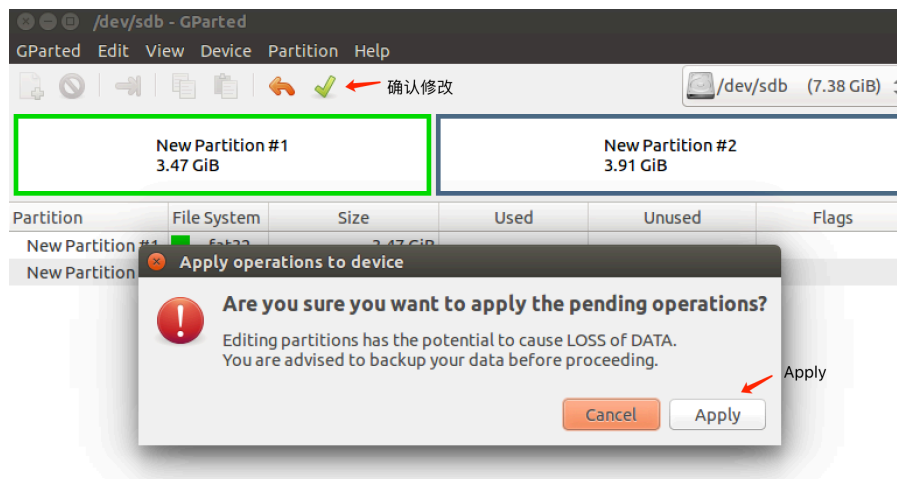 /dev/sdb - GParted
GParted Edit View Device Partition Help
确认修改
/dev/sdb (7.38 GiB)
New Partition #1
3.47 GiB
New Partition #2
3.91 GiB
Partition File System Size Used Unused Flags
New Partition #1 fat32 3.47 GiB
New Partition
Apply operations to device
Are you sure you want to apply the pending operations?
Editing partitions has the potential to cause LOSS of DATA.
You are advised to backup your data before proceeding.
Apply
Cancel Apply